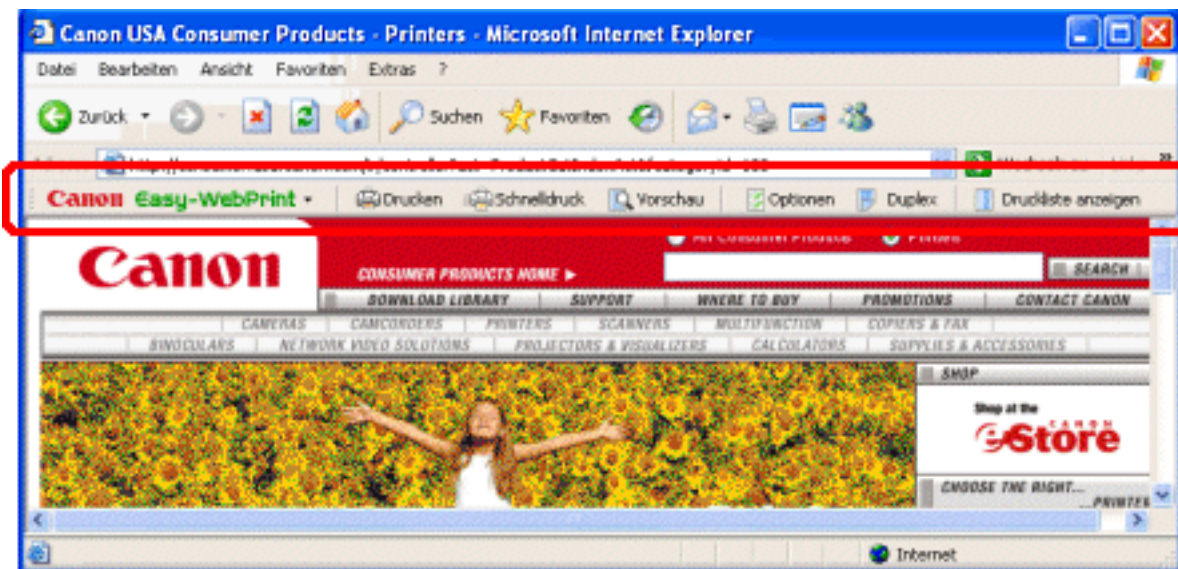 Canon USA Consumer Products - Printers - Microsoft Internet Explorer
Datei Bearbeiten Ansicht Favoriten Extras ?
Zurück Suchen Favoriten
Canon Easy-WebPrint Drucken Schnelldruck Vorschau Optionen Duplex Druckliste anzeigen
Canon
CONSUMER PRODUCTS HOME
SEARCH
DOWNLOAD LIBRARY SUPPORT WHERE TO BUY PROMOTIONS CONTACT CANON
CAMERAS CAMCORDERS PRINTERS SCANNERS MULTIFUNCTION COPIERS & FAX
BINOCULARS NETWORK VIDEO SOLUTIONS PROJECTORS & VISUALIZERS CALCULATORS SUPPLIES & ACCESSORIES
SHOP
Shop at the
CANON
eStore
CHOOSE THE RIGHT...
...PRINTER
Internet